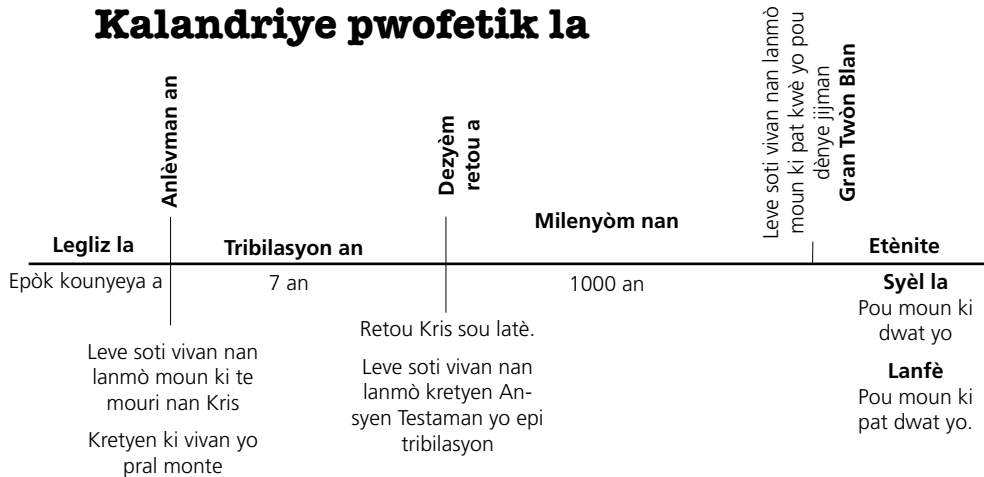 Kalandriye pwofetik la
Anlèvman an
Dezyèm
retou a
Leve soti vivan nan lanmò
moun ki pat kwè yo pou
dènye jijman
Gran Twòn Blan
Legliz la
Tribilasyon an
Milenyòm nan
Etènite
Epòk kounyeya a
7 an
1000 an
Leve soti vivan nan
lanmò moun ki te
mouri nan Kris
Kretyen ki vivan yo
pral monte
Retou Kris sou latè.
Leve soti vivan nan
lanmò kretyen An-
syen Testaman yo epi
tribilasyon
Syèl la
Pou moun ki
dwat yo
Lanfè
Pou moun ki
pat dwat yo.